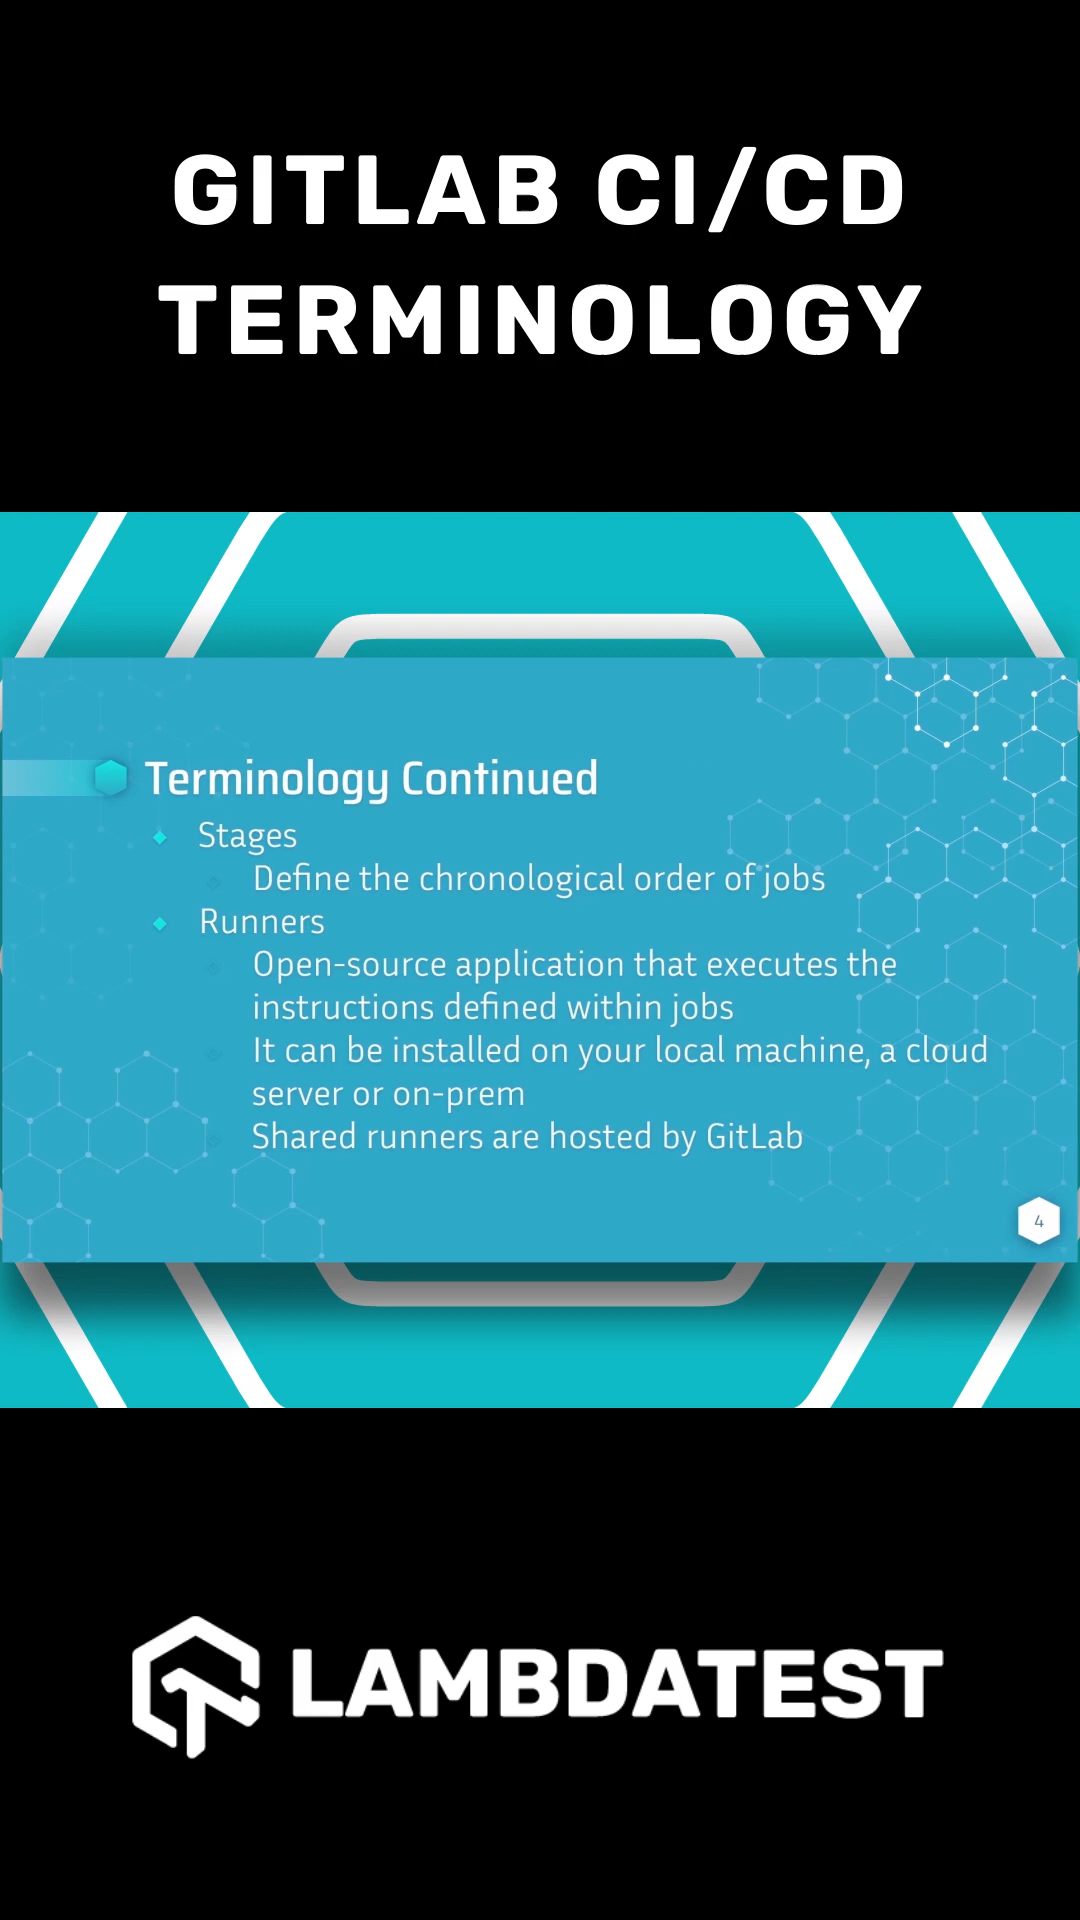 GITLAB CI/CD
TERMINOLOGY
Terminology Continued
Stages
Define the chronological order of jobs
Runners
Open-source application that executes the
instructions defined within jobs
It can be installed on your local machine, a cloud
server or on-prem
Shared runners are hosted by GitLab
4
LAMBDATEST